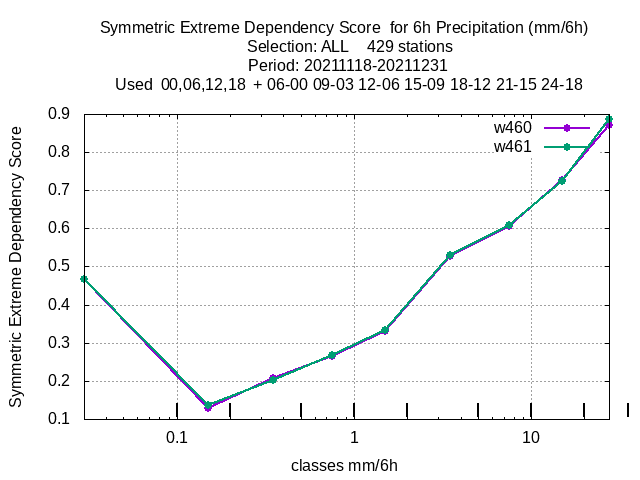 Symmetric Extreme Dependency Score  for 6h Precipitation (mm/6h)
Selection: ALL    429 stations
Period: 20211118-20211231
Used  00,06,12,18  + 06-00 09-03 12-06 15-09 18-12 21-15 24-18
w460
w461
0.9
0.8
0.7
0.6
0.5
0.4
0.3
0.2
0.1
Symmetric Extreme Dependency Score
0.1 1 10
classes mm/6h